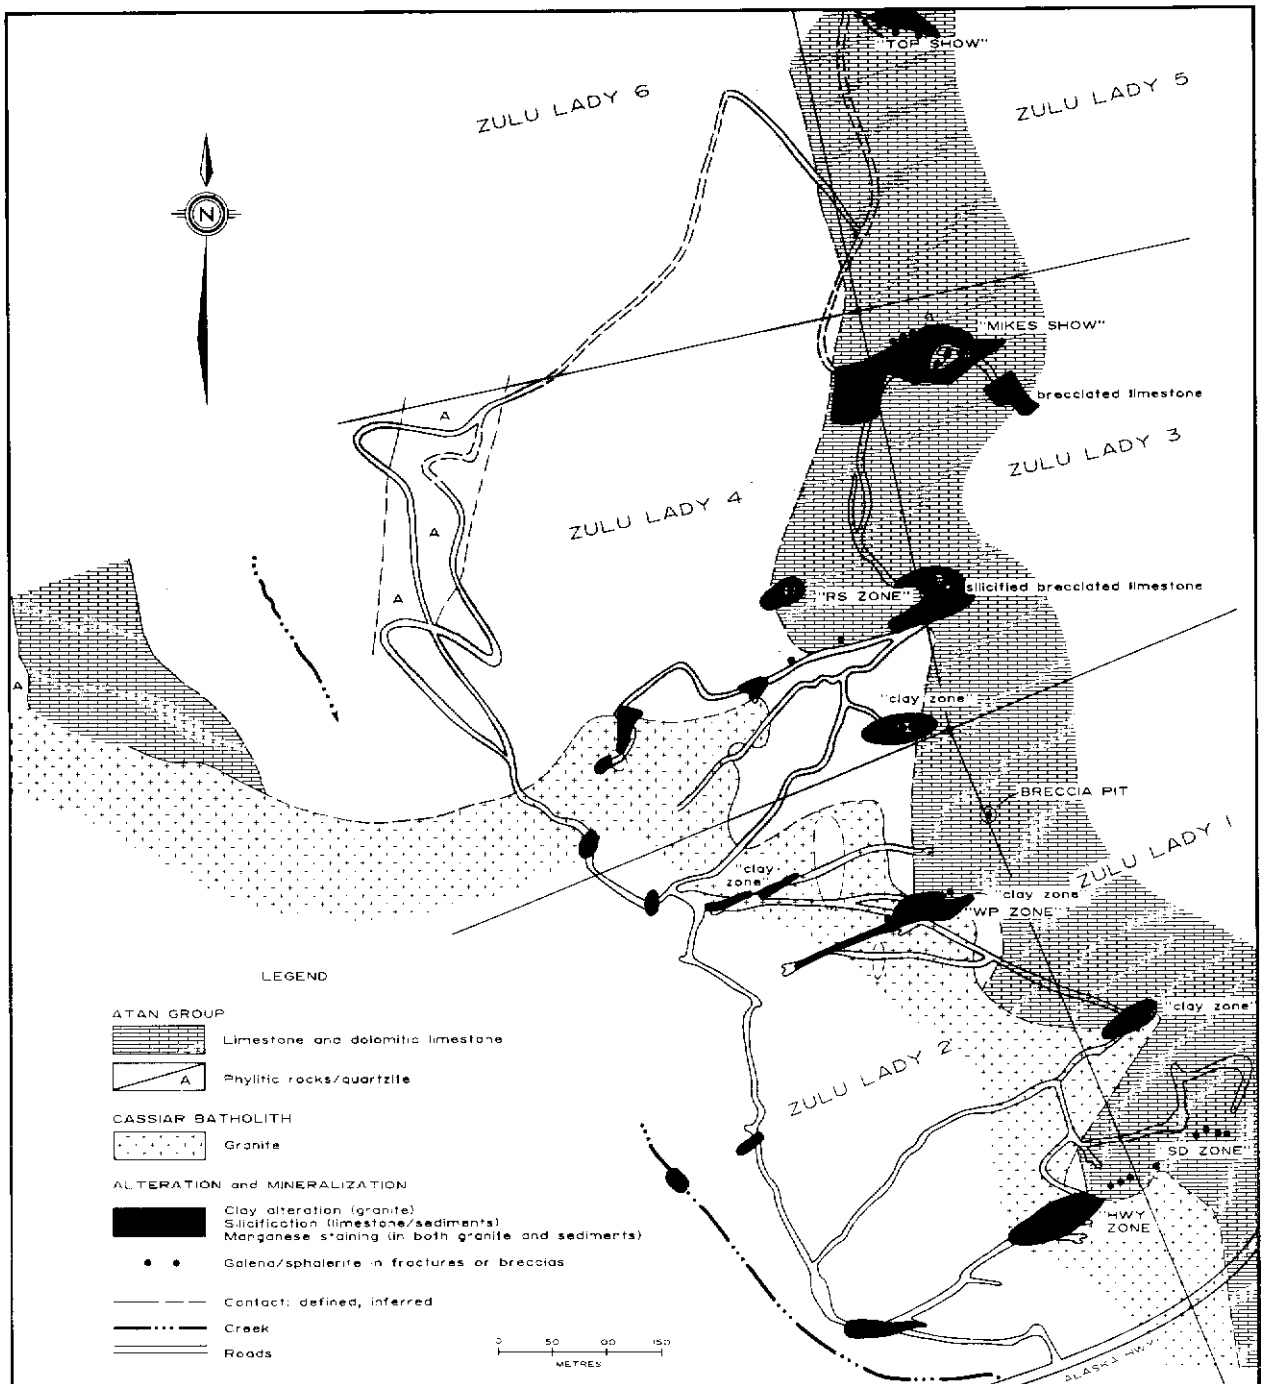 "TOP SHOW"
ZULU LADY 6
ZULU LADY 5
N
"MIKES SHOW"
A
brecciated limestone
ZULU LADY 3
ZULU LADY 4
A
silicified brecciated limestone
"RS ZONE"
A
A
"clay zone"
BRECCIA PIT
ZULU LADY 1
"clay
zone"
"clay zone"
"WP ZONE"
LEGEND
"clay zone"
ATAN GROUP
Limestone and dolomitic limestone
A
Phylitic rocks/quartzite
ZULU LADY 2
CASSIAR BATHOLITH
Granite
"SD ZONE"
ALTERATION and MINERALIZATION
Clay alteration (granite)
Silicification (limestone/sediments)
Manganese staining (in both granite and sediments)
"HWY
ZONE
Galena/sphalerite in fractures or breccias
Contact: defined, inferred
Creek
Roads
0 50 100 150
METRES
ALASKA HWY